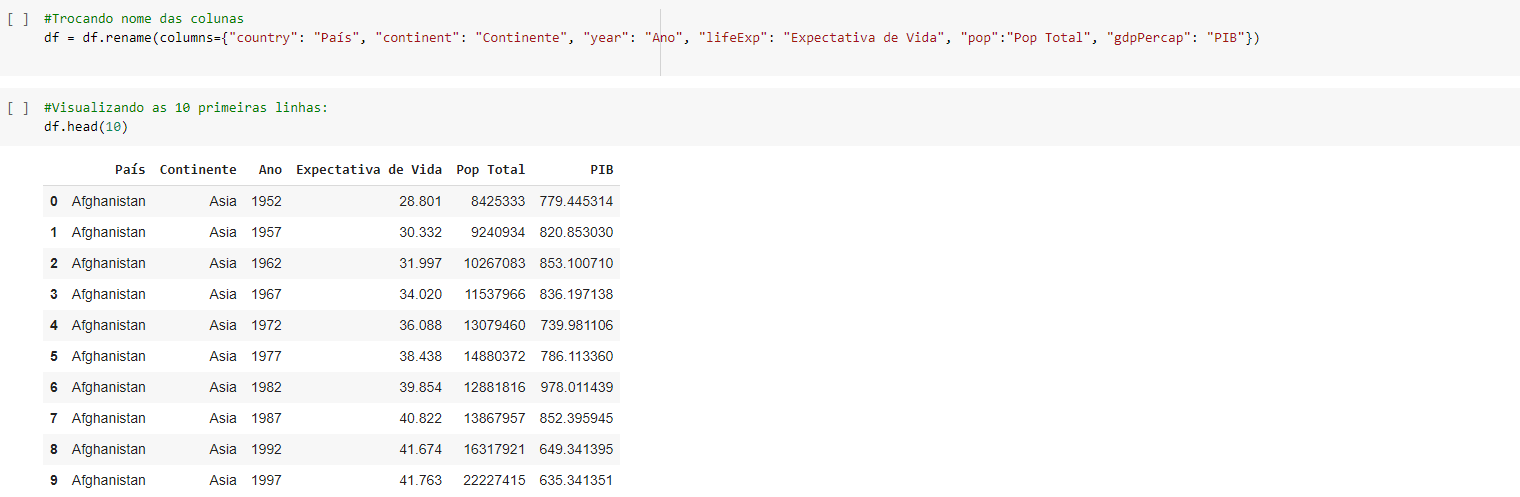 [ ] #Trocando nome das colunas
df = df.rename(columns={"country": "País", "continent": "Continente", "year": "Ano", "lifeExp": "Expectativa de Vida", "pop":"Pop Total", "gdpPercap": "PIB"})
[ ] #Visualizando as 10 primeiras linhas:
df.head(10)
País Continente Ano Expectativa de Vida Pop Total PIB
0 Afghanistan Asia 1952 28.801 8425333 779.445314
1 Afghanistan Asia 1957 30.332 9240934 820.853030
2 Afghanistan Asia 1962 31.997 10267083 853.100710
3 Afghanistan Asia 1967 34.020 11537966 836.197138
4 Afghanistan Asia 1972 36.088 13079460 739.981106
5 Afghanistan Asia 1977 38.438 14880372 786.113360
6 Afghanistan Asia 1982 39.854 12881816 978.011439
7 Afghanistan Asia 1987 40.822 13867957 852.395945
8 Afghanistan Asia 1992 41.674 16317921 649.341395
9 Afghanistan Asia 1997 41.763 22227415 635.341351